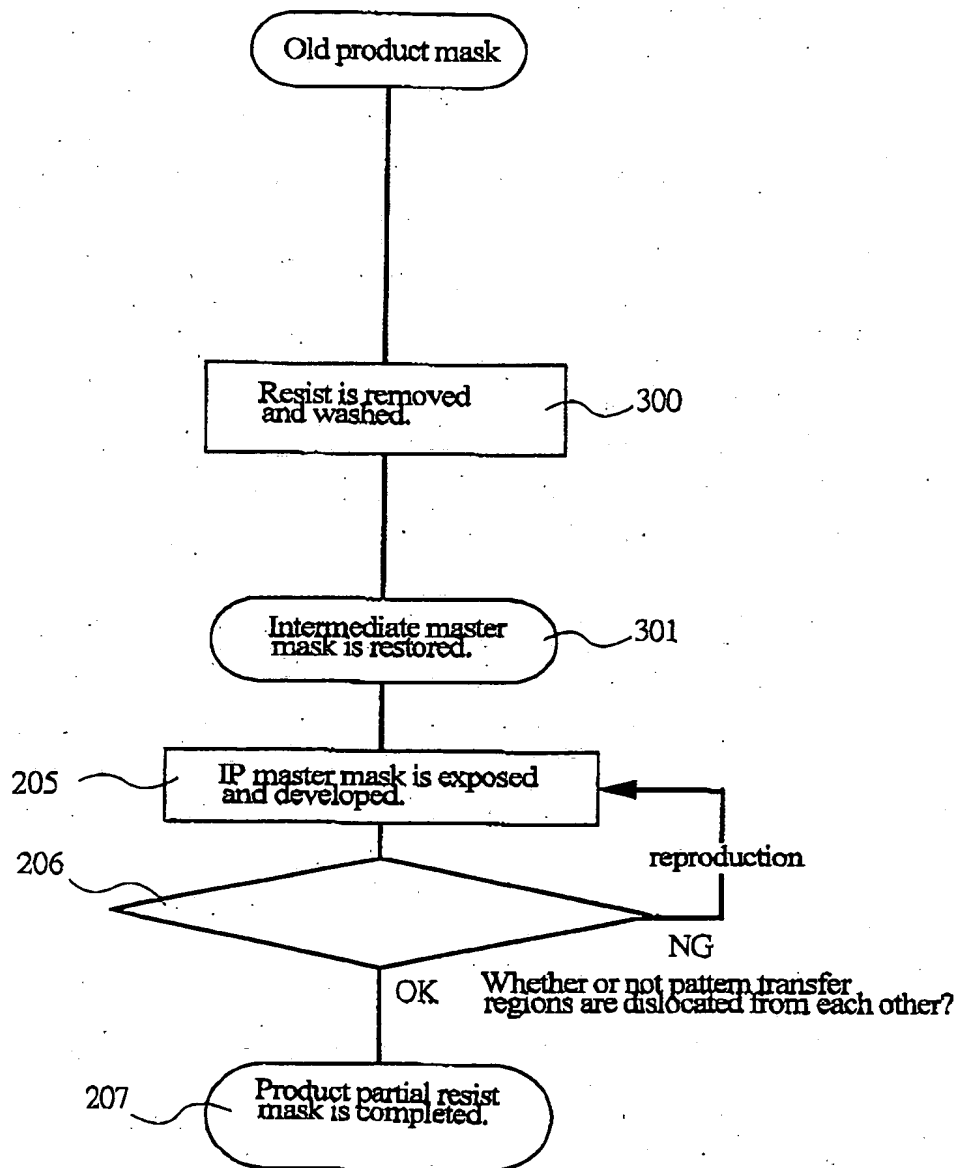 Old product mask
Resist is removed
and washed.
300
Intermediate master
mask is restored.
301
205
IP master mask is exposed
and developed.
reproduction
206
NG
OK
Whether or not pattern transfer
regions are dislocated from each other?
207
Product partial resist
mask is completed.